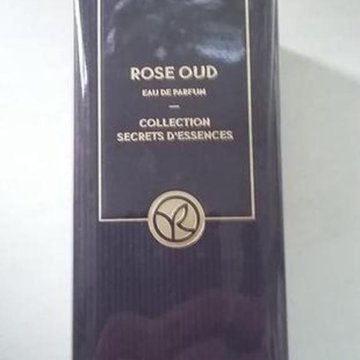 ROSE OUD
EAU DE PARFUM
COLLECTION
SECRETS D'ESSENCES